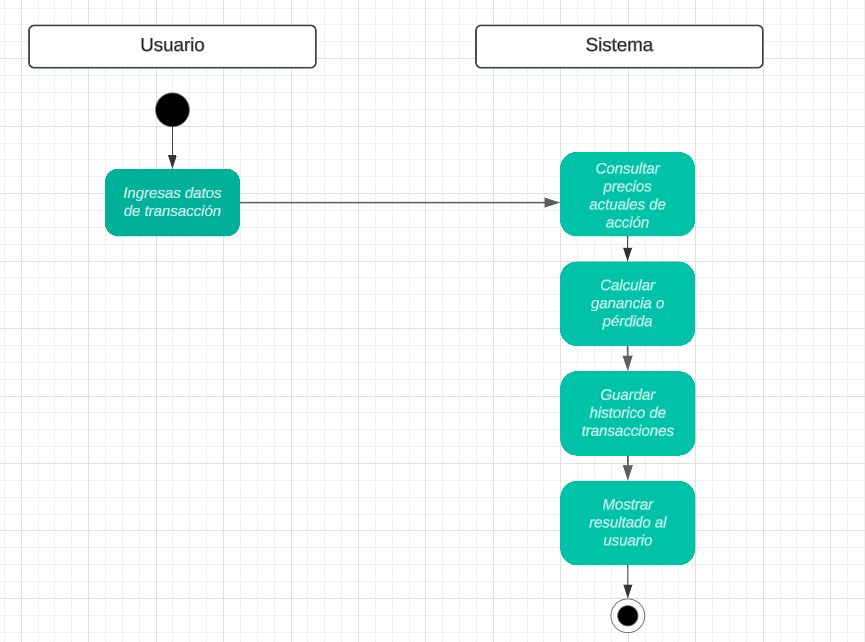 Usuario
Sistema
Ingresas datos
de transacción
Consultar
precios
actuales de
acción
Calcular
ganancia o
pérdida
Guardar
historico de
transacciones
Mostrar
resultado al
usuario